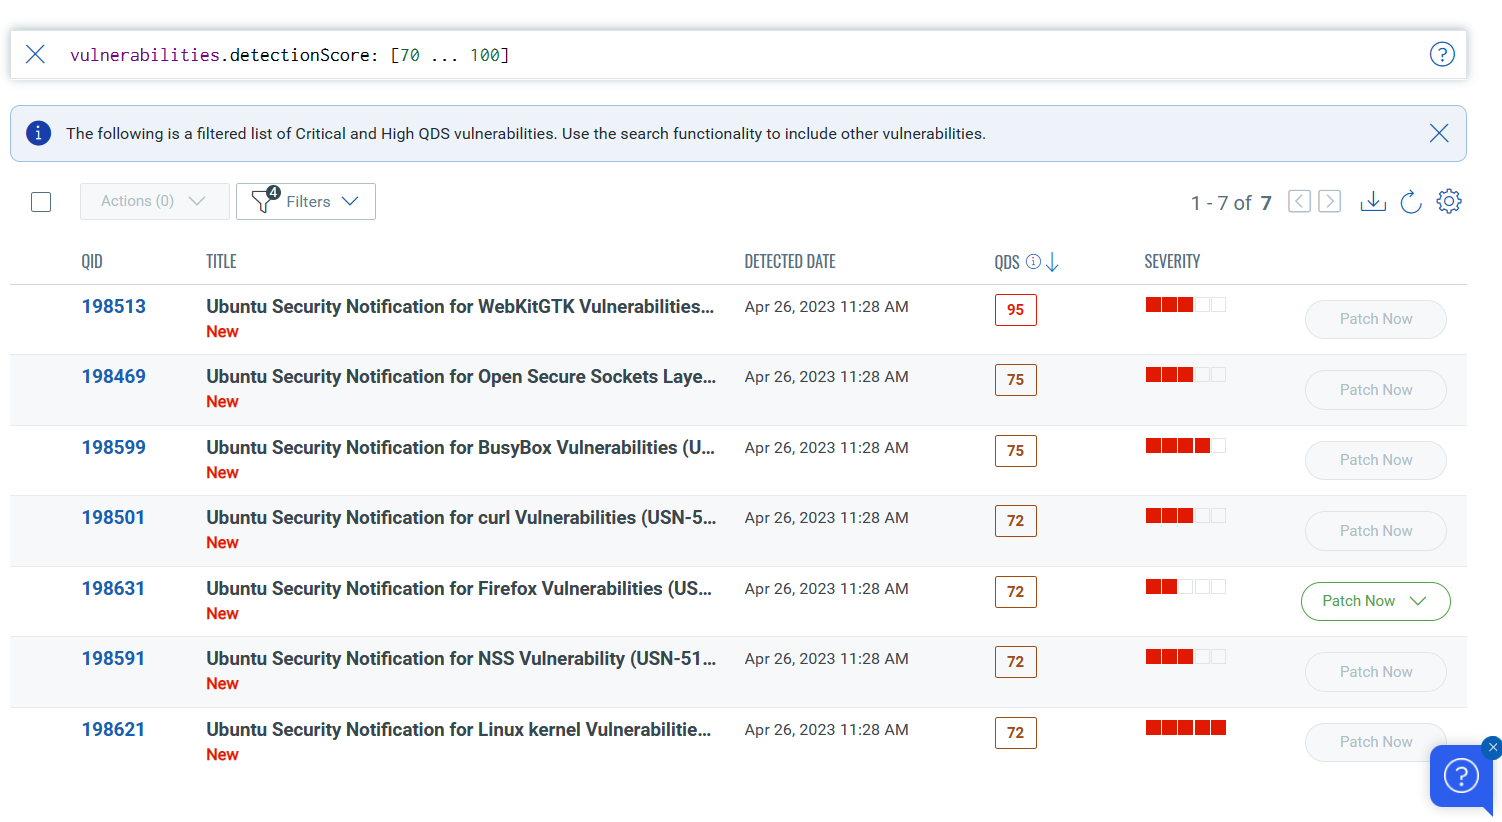 vulnerabilities.detectionScore: [70 ... 100]
The following is a filtered list of Critical and High QDS vulnerabilities. Use the search functionality to include other vulnerabilities.
Actions (0) 4 Filters 1 - 7 of 7
QID TITLE DETECTED DATE QDS SEVERITY
198513 Ubuntu Security Notification for WebKitGTK Vulnerabilities... Apr 26, 2023 11:28 AM 95 Patch Now
New
198469 Ubuntu Security Notification for Open Secure Sockets Laye... Apr 26, 2023 11:28 AM 75 Patch Now
New
198599 Ubuntu Security Notification for BusyBox Vulnerabilities (U... Apr 26, 2023 11:28 AM 75 Patch Now
New
198501 Ubuntu Security Notification for curl Vulnerabilities (USN-5... Apr 26, 2023 11:28 AM 72 Patch Now
New
198631 Ubuntu Security Notification for Firefox Vulnerabilities (US... Apr 26, 2023 11:28 AM 72 Patch Now
New
198591 Ubuntu Security Notification for NSS Vulnerability (USN-51... Apr 26, 2023 11:28 AM 72 Patch Now
New
198621 Ubuntu Security Notification for Linux kernel Vulnerabilitie... Apr 26, 2023 11:28 AM 72 Patch Now
New